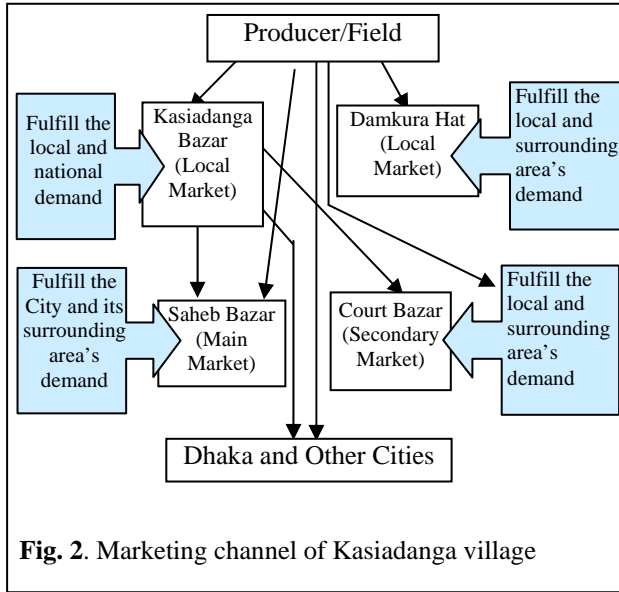 Producer/Field
Fulfill the
local and
national
demand
Kasiadanga
Bazar
(Local
Market)
Damkura Hat
(Local
Market)
Fulfill the
local and
surrounding
area's
demand
Fulfill the
City and its
surrounding
area's
demand
Saheb Bazar
(Main
Market)
Court Bazar
(Secondary
Market)
Fulfill the
local and
surrounding
area's
demand
Dhaka and Other Cities
Fig. 2. Marketing channel of Kasiadanga village